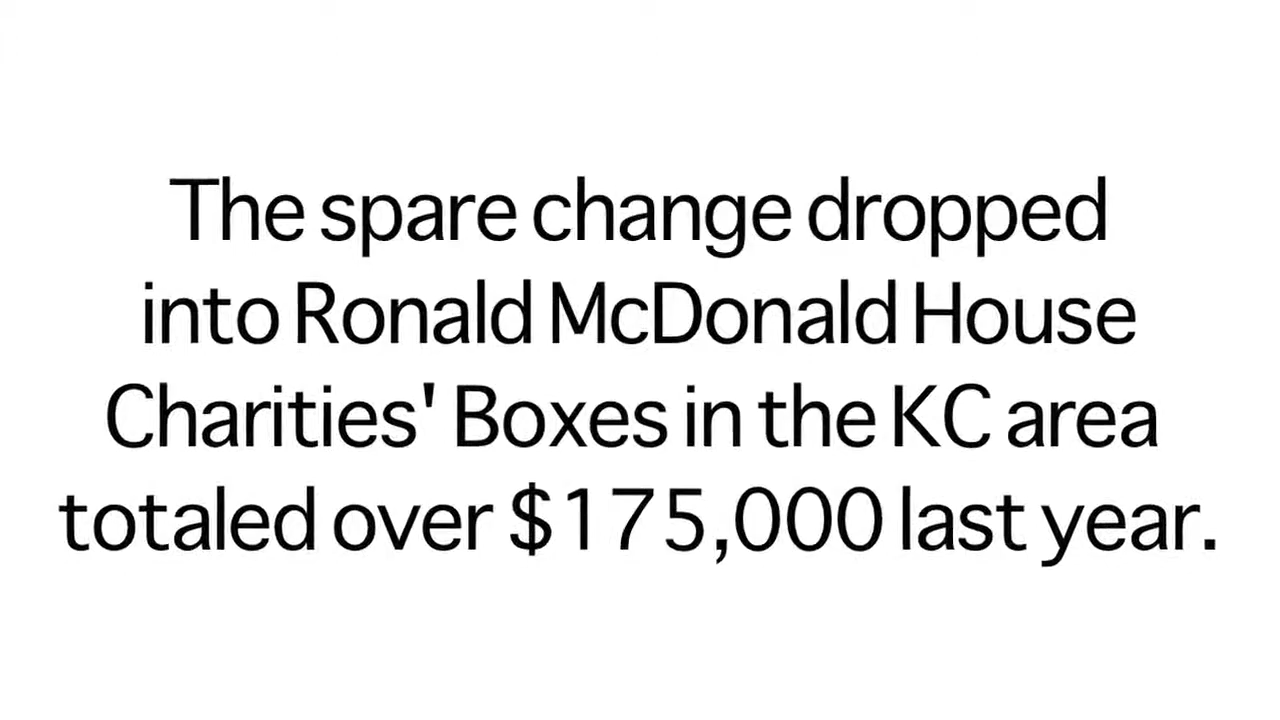 The spare change dropped
into Ronald McDonald House
Charities' Boxes in the KC area
totaled over $175,000 last year.